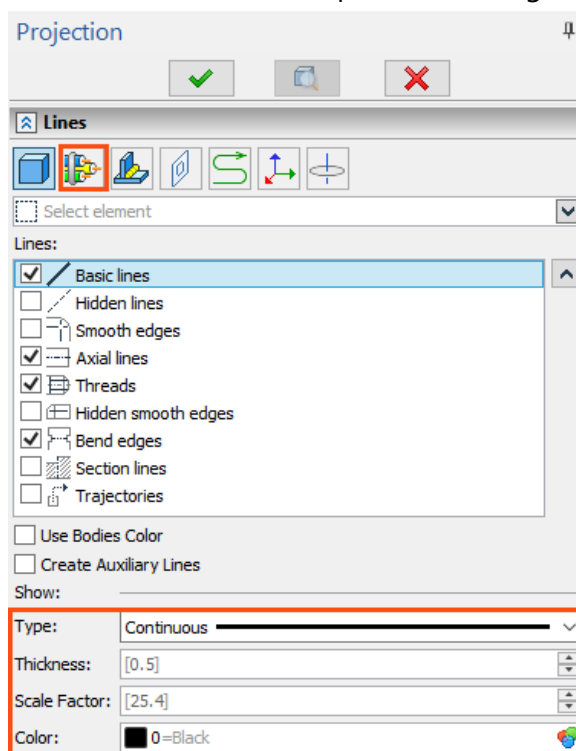 Projection
Lines
Select element
Lines:
Basic lines
Hidden lines
Smooth edges
Axial lines
Threads
Hidden smooth edges
Bend edges
Section lines
Trajectories
Use Bodies Color
Create Auxiliary Lines
Show:
Type: Continuous
Thickness: [0.5]
Scale Factor: [25.4]
Color: 0=Black